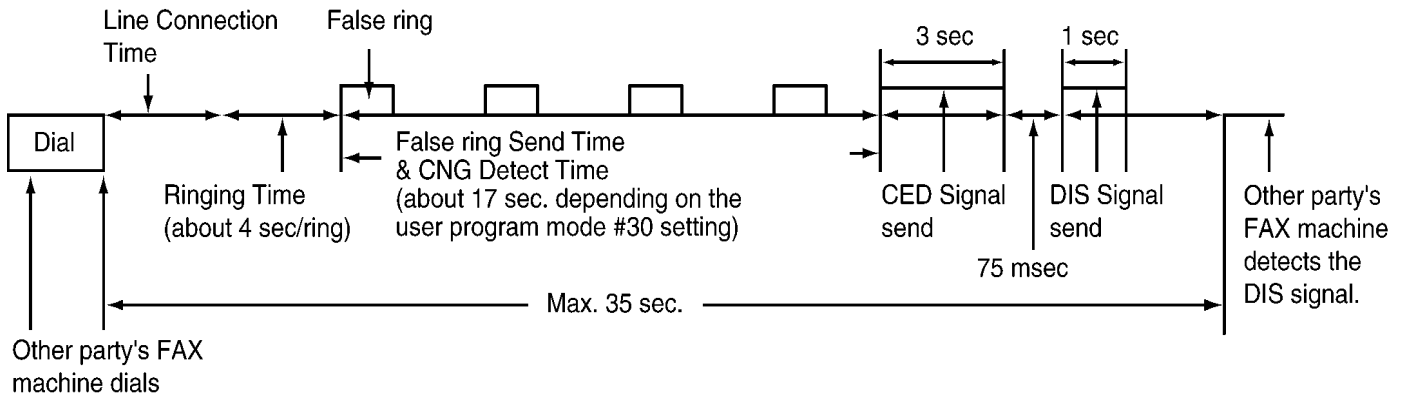 Line Connection
Time
False ring
3 sec
1 sec
Dial
Ringing Time
(about 4 sec/ring)
False ring Send Time
& CNG Detect Time
(about 17 sec. depending on the
user program mode #30 setting)
CED Signal
send
75 msec
DIS Signal
send
Other party's
FAX machine
detects the
DIS signal.
Max. 35 sec.
Other party's FAX
machine dials